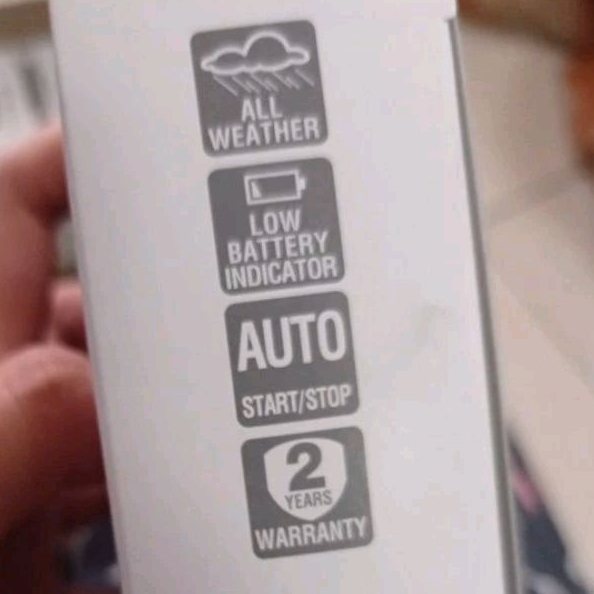 ALL
WEATHER
LOW
BATTERY
INDICATOR
AUTO
START/STOP
2
YEARS
WARRANTY